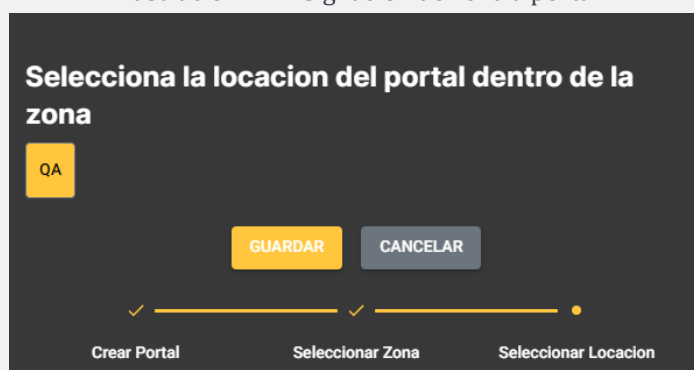 Selecciona la locacion del portal dentro de la
zona
QA
GUARDAR CANCELAR
Crear Portal Seleccionar Zona Seleccionar Locacion